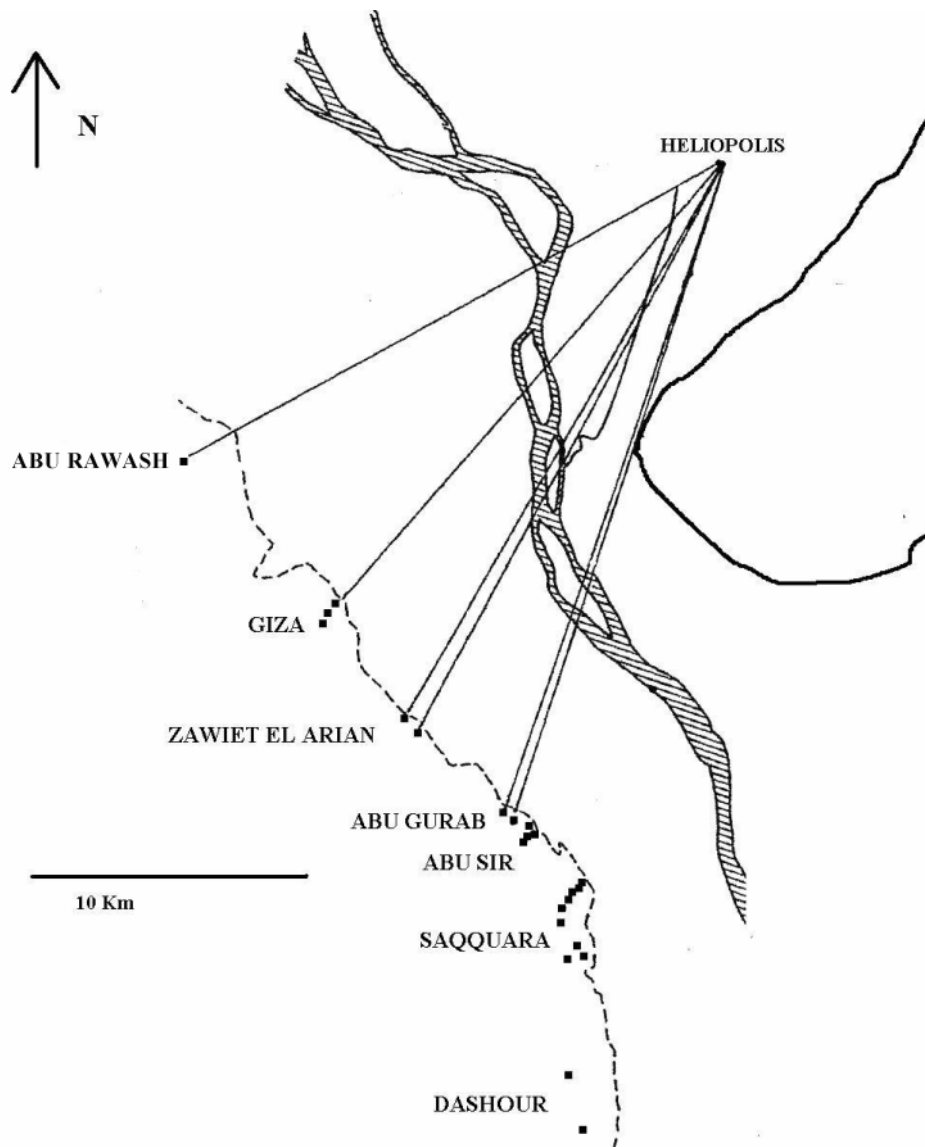 N
HELIOPOLIS
ABU RAWASH
GIZA
ZAWIET EL ARIAN
ABU GURAB
ABU SIR
10 Km
SAQQUARA
DASHOUR